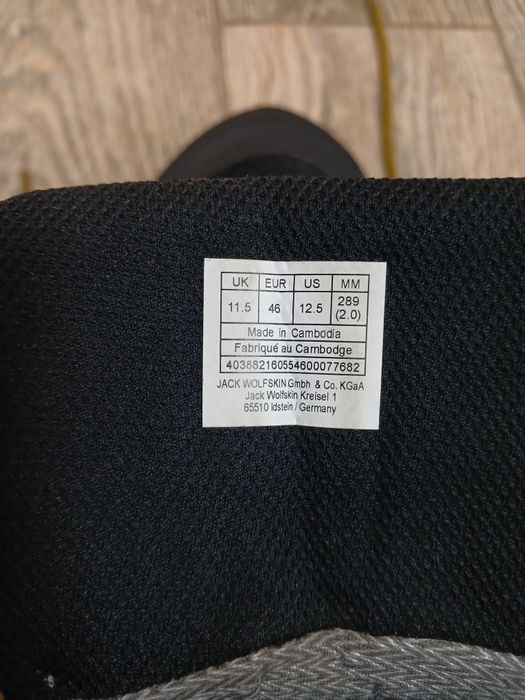 UK EUR US MM
11.5 46 12.5 289 (2.0)
Made in Cambodia
Fabriqué au Cambodge
403682160554600077682
JACK WOLFSKIN GmbH & Co. KGaA
Jack Wolfskin Kreisel 1
65510 Idstein / Germany